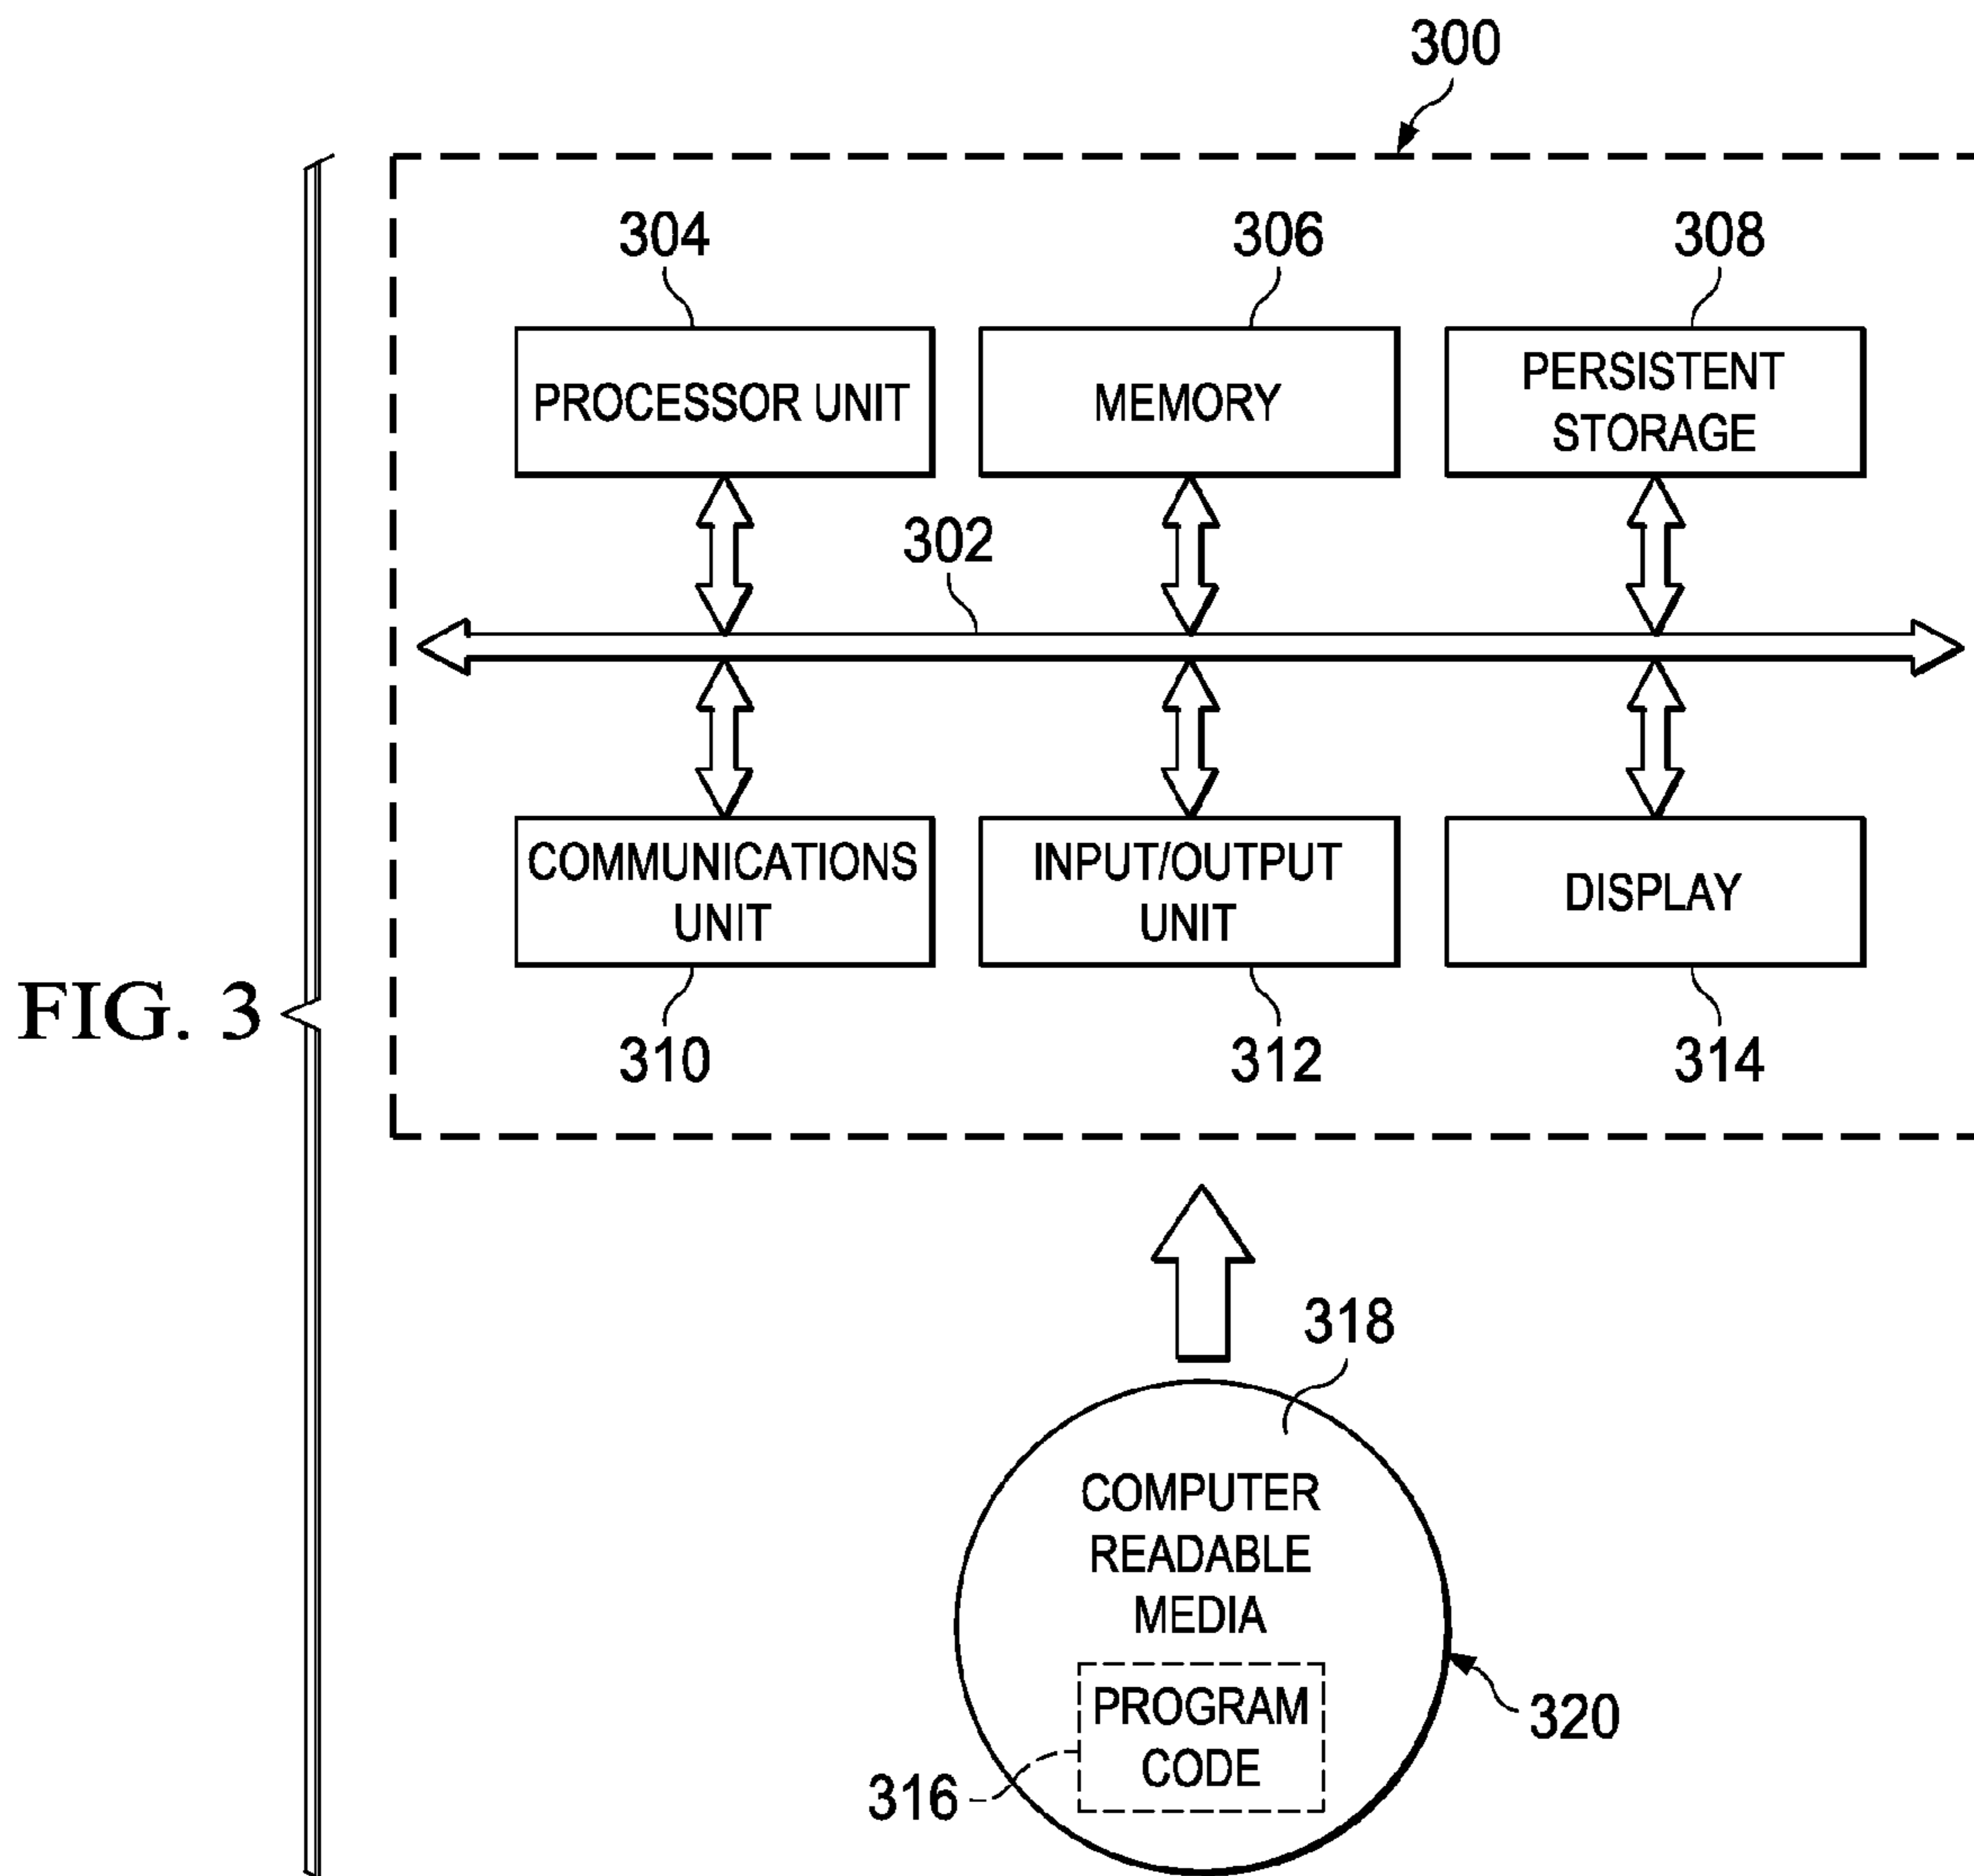 300
304
306
308
PROCESSOR UNIT
MEMORY
PERSISTENT
STORAGE
302
COMMUNICATIONS
UNIT
INPUT/OUTPUT
UNIT
DISPLAY
FIG. 3
310
312
314
318
COMPUTER
READABLE
MEDIA
PROGRAM
CODE
316
320